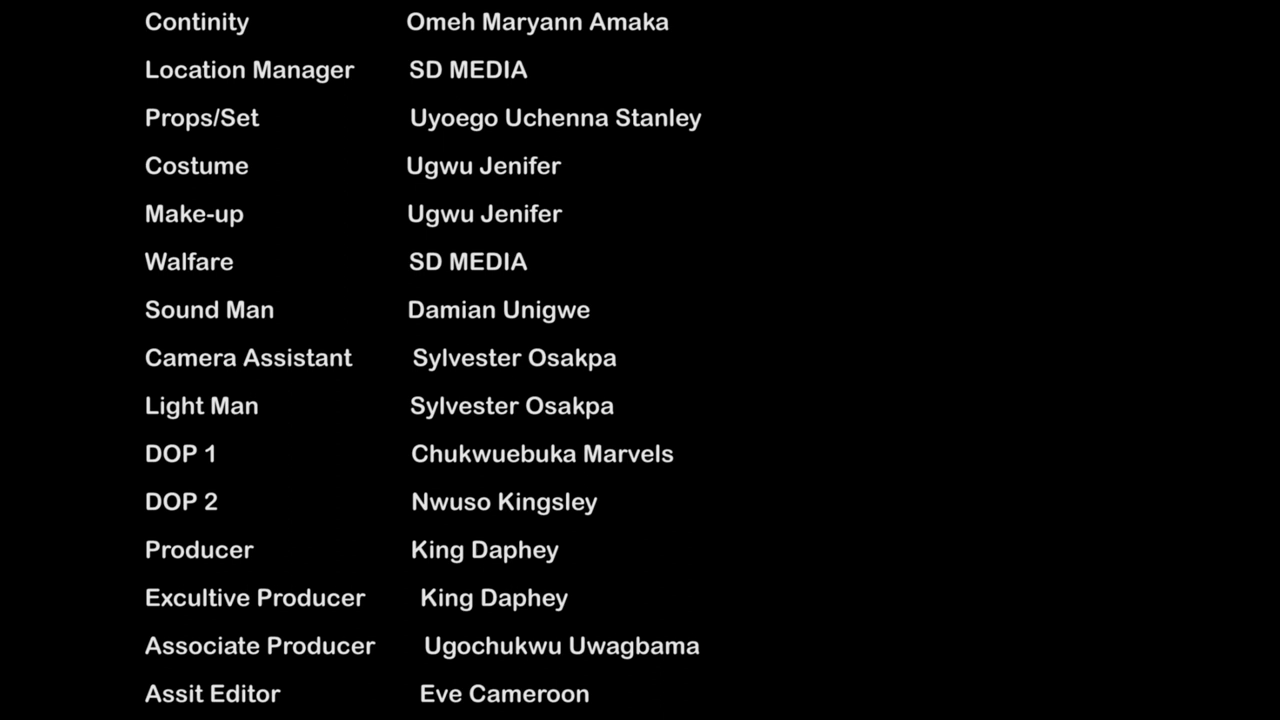 Continity Omeh Maryann Amaka
Location Manager SD MEDIA
Props/Set Uyoego Uchenna Stanley
Costume Ugwu Jenifer
Make-up Ugwu Jenifer
Walfare SD MEDIA
Sound Man Damian Unigwe
Camera Assistant Sylvester Osakpa
Light Man Sylvester Osakpa
DOP 1 Chukwuebuka Marvels
DOP 2 Nwuso Kingsley
Producer King Daphey
Excultive Producer King Daphey
Associate Producer Ugochukwu Uwagbama
Assit Editor Eve Cameroon